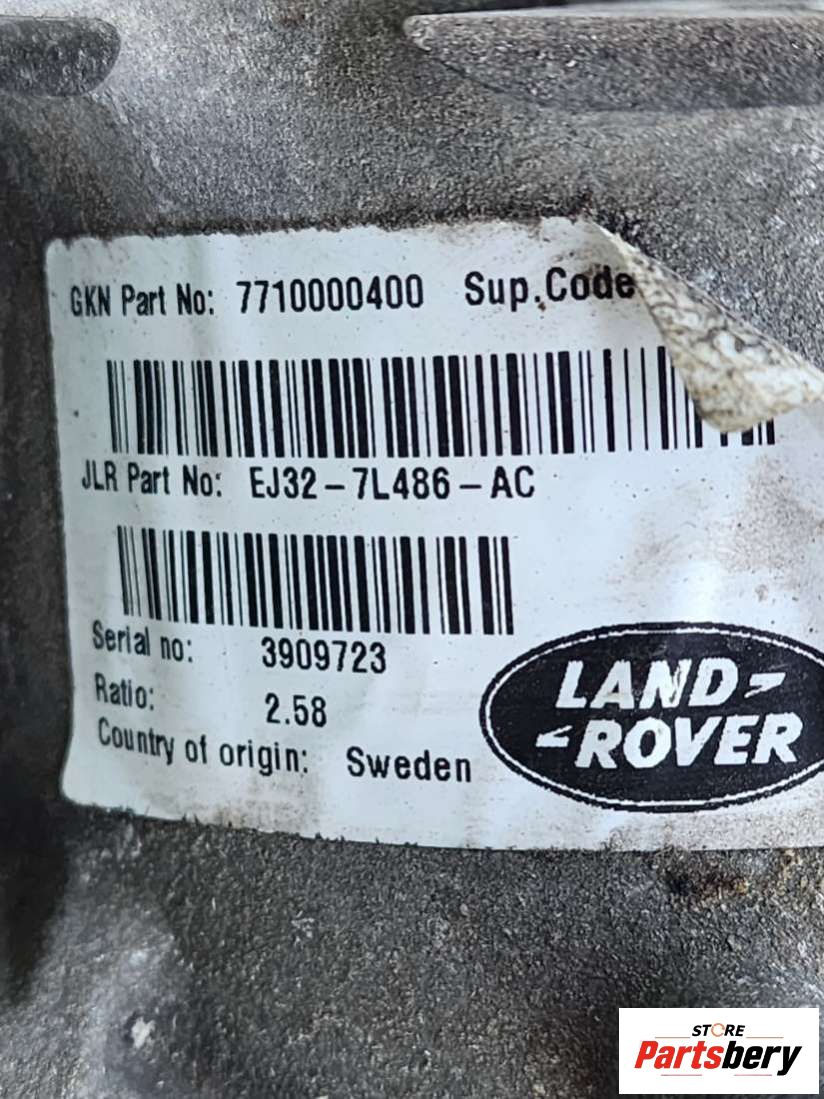 GKN Part No: 7710000400 Sup.Code
JLR Part No: EJ32-7L486-AC
Serial no: 3909723
Ratio: 2.58
Country of origin: Sweden
LAND-
-ROVER
STORE
Partsbery